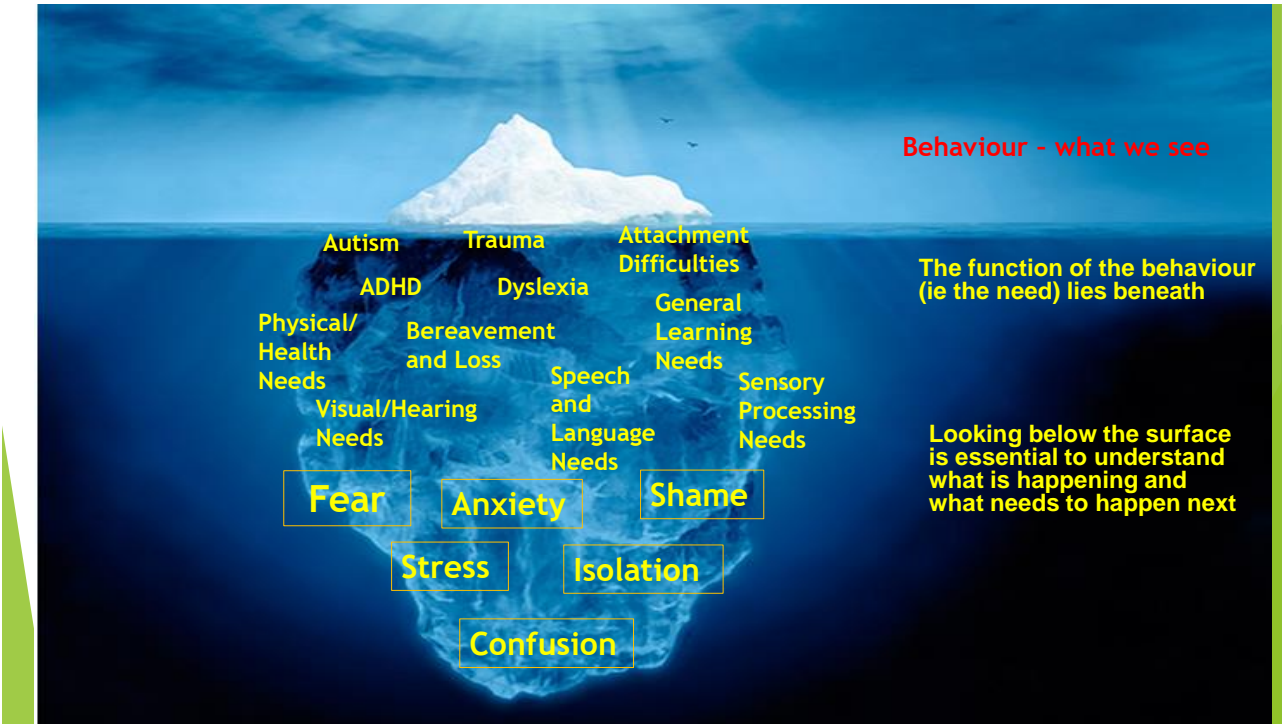 Behaviour – what we see
Autism
Trauma
Attachment
Difficulties
The function of the behaviour
(ie the need) lies beneath
ADHD
Dyslexia
General
Learning
Needs
Physical/
Health
Needs
Bereavement
and Loss
Speech
and
Language
Needs
Sensory
Processing
Needs
Visual/Hearing
Needs
Looking below the surface
is essential to understand
what is happening and
what needs to happen next
Fear
Anxiety
Shame
Stress
Isolation
Confusion